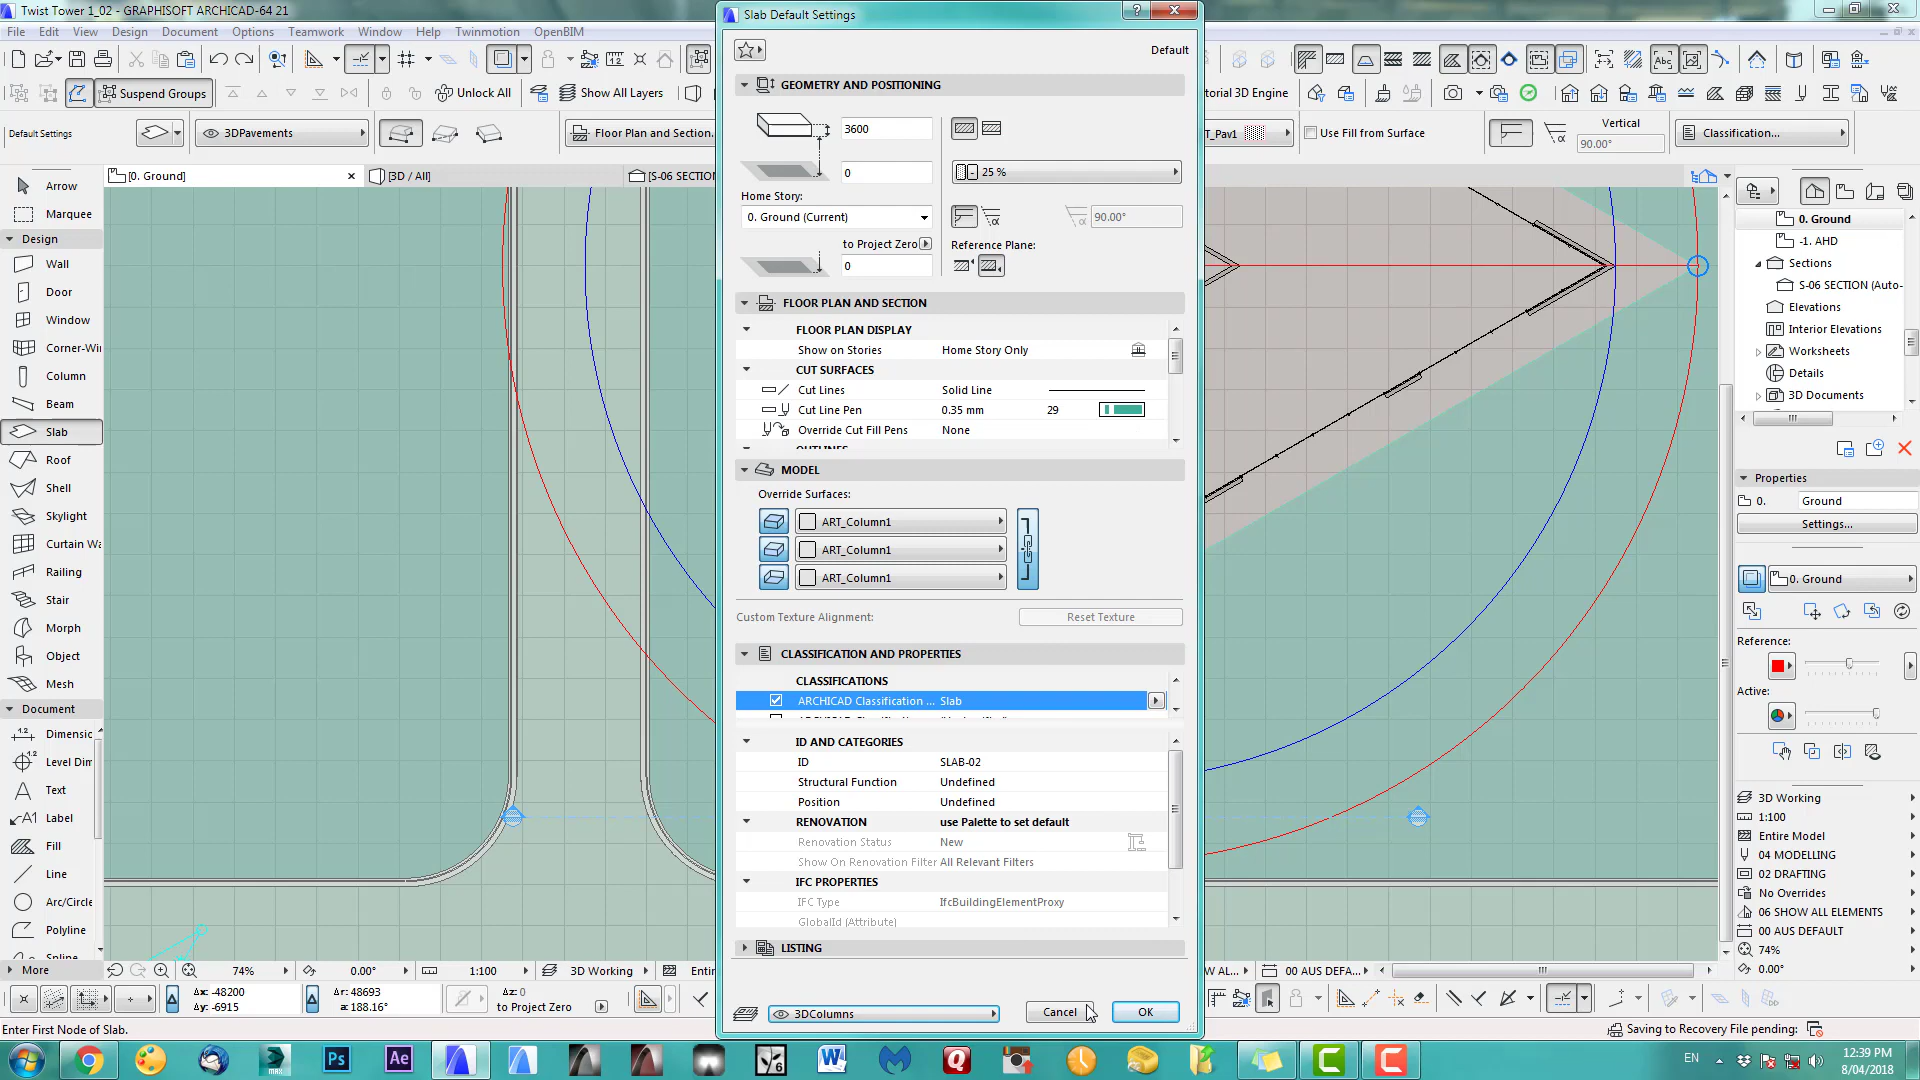 Twist Tower 1_02 - GRAPHISOFT ARCHICAD-64 21
File Edit View Design Document Options Teamwork Window Help Twinmotion OpenBIM
Suspend Groups
Unlock All
Show All Layers
Default Settings
3DPavements
Floor Plan and Section...
[0. Ground]
[3D / All]
Arrow
Marquee
Design
Wall
Door
Window
Column
Beam
Slab
Roof
Shell
Skylight
Railing
Stair
Morph
Object
Mesh
Document
Level Dim
Text
Label
Fill
Line
Arc/Circle
Polyline
More
74%
0.00°
1:100
3D Working
Δx: -48200
Δy: -6915
r: 48693
a: 188.16°
Δz: 0
to Project Zero
Enter First Node of Slab.
Slab Default Settings
Default
GEOMETRY AND POSITIONING
3600
0
25 %
Home Story:
0. Ground (Current)
90.00°
to Project Zero
Reference Plane:
0
FLOOR PLAN AND SECTION
FLOOR PLAN DISPLAY
Show on Stories Home Story Only
CUT SURFACES
Cut Lines Solid Line
Cut Line Pen 0.35 mm 29
Override Cut Fill Pens None
OUTLINES
MODEL
Override Surfaces:
ART_Column1
ART_Column1
ART_Column1
Custom Texture Alignment: Reset Texture
CLASSIFICATION AND PROPERTIES
CLASSIFICATIONS
ARCHICAD Classification ... Slab
ID AND CATEGORIES
ID SLAB-02
Structural Function Undefined
Position Undefined
RENOVATION use Palette to set default
Renovation Status New
Show On Renovation Filter All Relevant Filters
IFC PROPERTIES
IFC Type IfcBuildingElementProxy
GlobalId (Attribute)
LISTING
3DColumns
Cancel OK
3D Engine
Use Fill from Surface
Vertical
90.00°
Classification...
0. Ground
-1. AHD
Sections
S-06 SECTION (Auto-
Elevations
Interior Elevations
Worksheets
Details
3D Documents
Properties
0. Ground
Settings...
0. Ground
Reference:
Active:
3D Working
1:100
Entire Model
04 MODELLING
02 DRAFTING
No Overrides
06 SHOW ALL ELEMENTS
00 AUS DEFAULT
74%
0.00°
00 AUS DEFA...
Saving to Recovery File pending:
EN
12:39 PM
8/04/2018